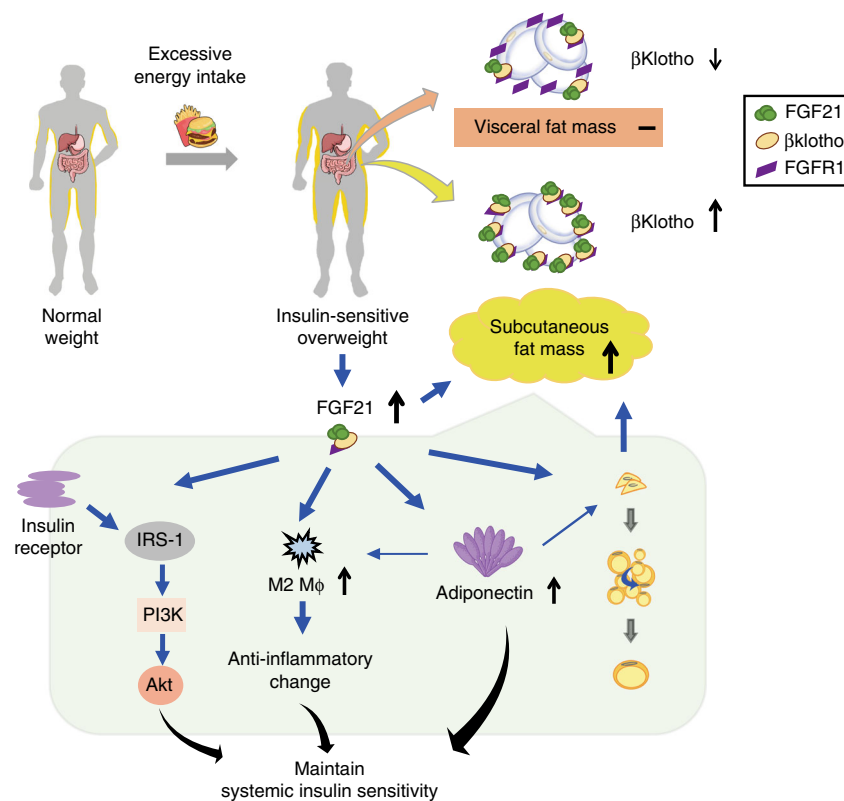 Excessive
energy intake
βKlotho ↓
Visceral fat mass −
FGF21
βklotho
FGFR1
βKlotho ↑
Normal
weight
Insulin-sensitive
overweight
Subcutaneous
fat mass ↑
FGF21 ↑
Insulin
receptor
IRS-1
M2 Mϕ ↑
Adiponectin ↑
PI3K
Anti-inflammatory
change
Akt
Maintain
systemic insulin sensitivity